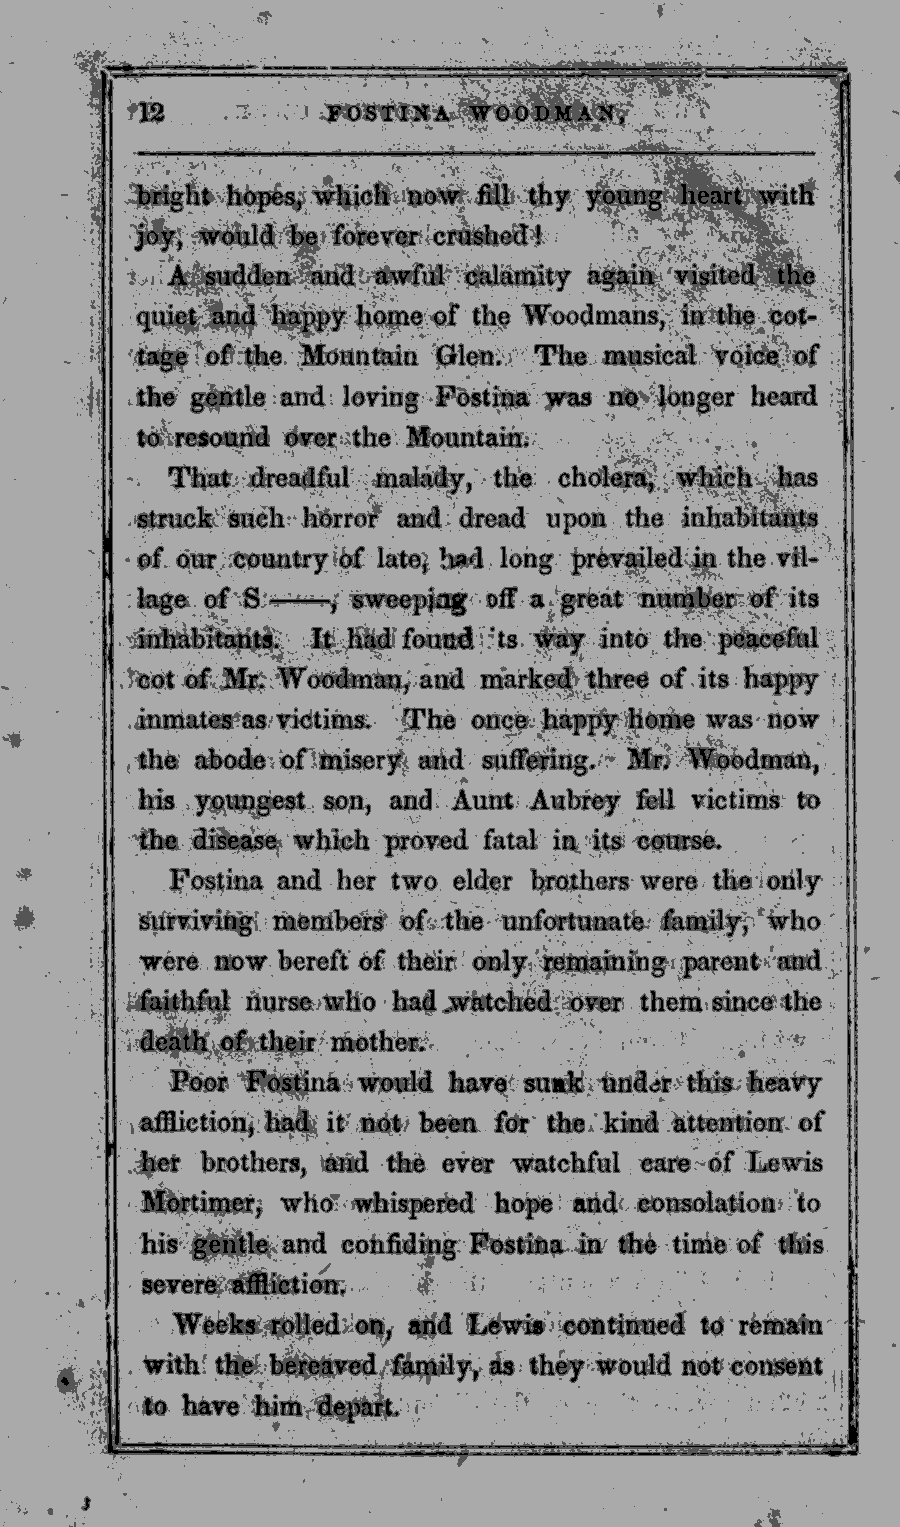 12 FOSTINA WOODMAN,
bright hopes, which now fill thy young heart with
joy, would be forever crushed!
A sudden and awful calamity again visited the
quiet and happy home of the Woodmans, in the cot-
tage of the Mountain Glen. The musical voice of
the gentle and loving Fostina was no longer heard
to resound over the Mountain.
That dreadful malady, the cholera, which has
struck such horror and dread upon the inhabitants
of our country of late, had long prevailed in the vil-
lage of S——, sweeping off a great number of its
inhabitants. It had found its way into the peaceful
cot of Mr. Woodman, and marked three of its happy
inmates as victims. The once happy home was now
the abode of misery and suffering. Mr. Woodman,
his youngest son, and Aunt Aubrey fell victims to
the disease which proved fatal in its course.
Fostina and her two elder brothers were the only
surviving members of the unfortunate family, who
were now bereft of their only remaining parent and
faithful nurse who had watched over them since the
death of their mother.
Poor Fostina would have sunk under this heavy
affliction, had it not been for the kind attention of
her brothers, and the ever watchful care of Lewis
Mortimer, who whispered hope and consolation to
his gentle and confiding Fostina in the time of this
severe affliction.
Weeks rolled on, and Lewis continued to remain
with the bereaved family, as they would not consent
to have him depart.